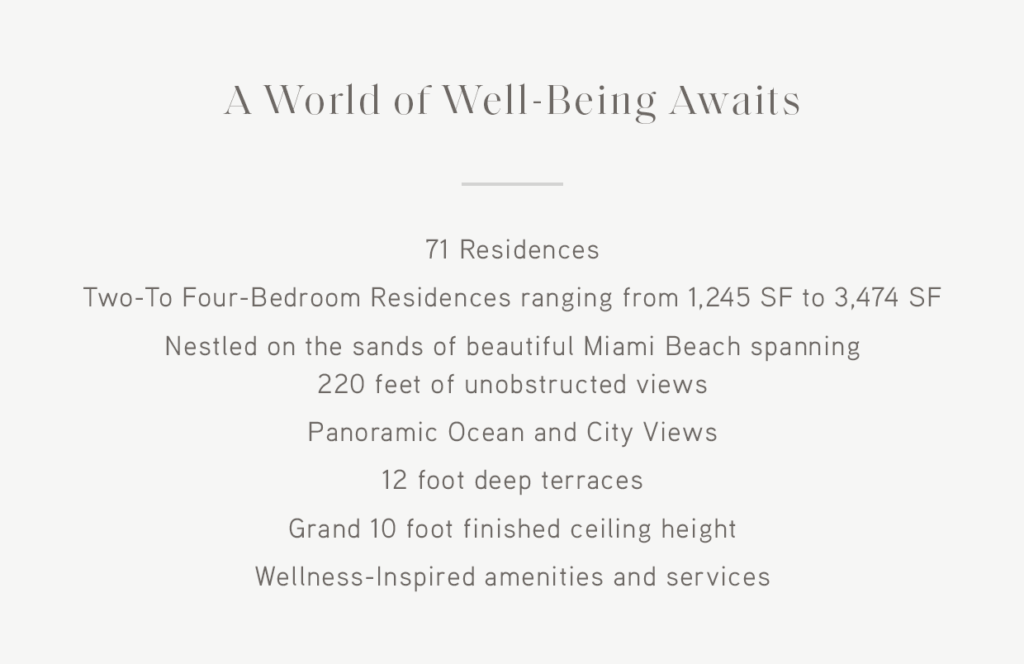 A World of Well-Being Awaits
71 Residences
Two-To Four-Bedroom Residences ranging from 1,245 SF to 3,474 SF
Nestled on the sands of beautiful Miami Beach spanning
220 feet of unobstructed views
Panoramic Ocean and City Views
12 foot deep terraces
Grand 10 foot finished ceiling height
Wellness-Inspired amenities and services